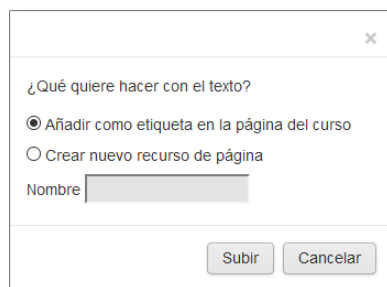 ¿Qué quiere hacer con el texto?
Añadir como etiqueta en la página del curso
Crear nuevo recurso de página
Nombre
Subir Cancelar